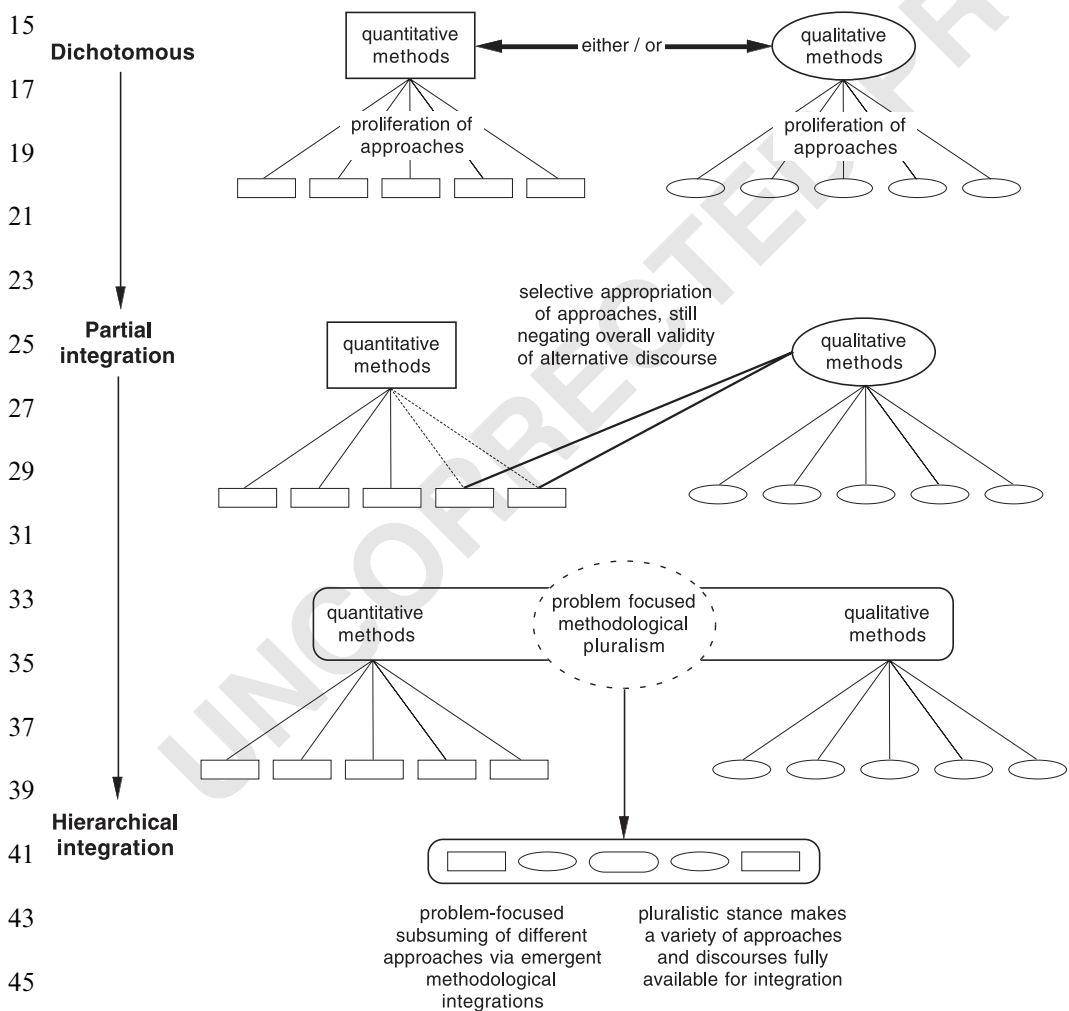 15
Dichotomous
quantitative
methods
either / or
qualitative
methods
17
proliferation of
approaches
proliferation of
approaches
19
21
23
selective appropriation
of approaches, still
negating overall validity
of alternative discourse
Partial
integration
25
quantitative
methods
qualitative
methods
27
29
31
33
quantitative
methods
problem focused
methodological
pluralism
qualitative
methods
35
37
39
Hierarchical
integration
41
43
problem-focused
subsuming of different
approaches via emergent
methodological
integrations
pluralistic stance makes
a variety of approaches
and discourses fully
available for integration
45
UNCORRECTED PR